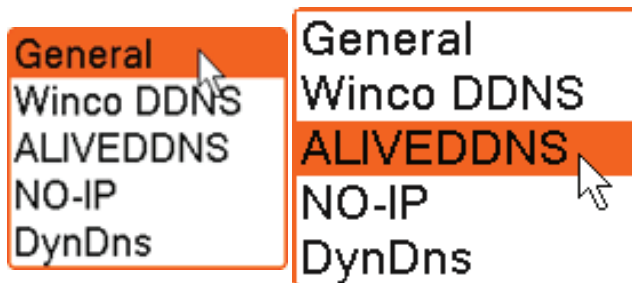 General
Winco DDNS
ALIVEDDNS
NO-IP
DynDns
General
Winco DDNS
ALIVEDDNS
NO-IP
DynDns